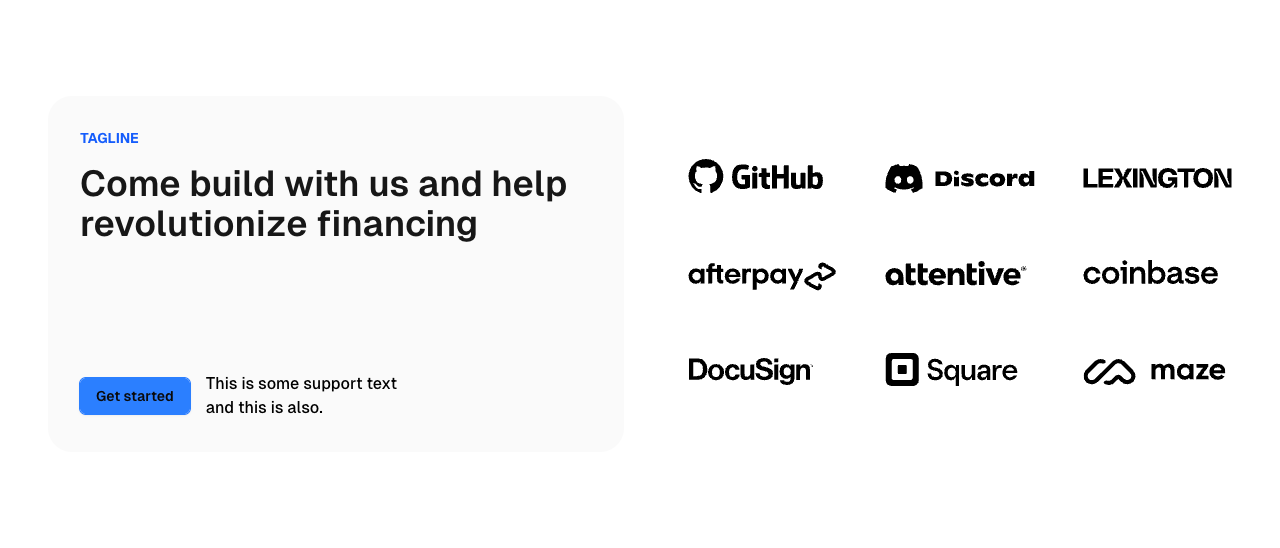 TAGLINE
Come build with us and help
revolutionize financing
Get started
This is some support text
and this is also.
GitHub
Discord
LEXINGTON
afterpay
attentive®
coinbase
DocuSign
Square
maze